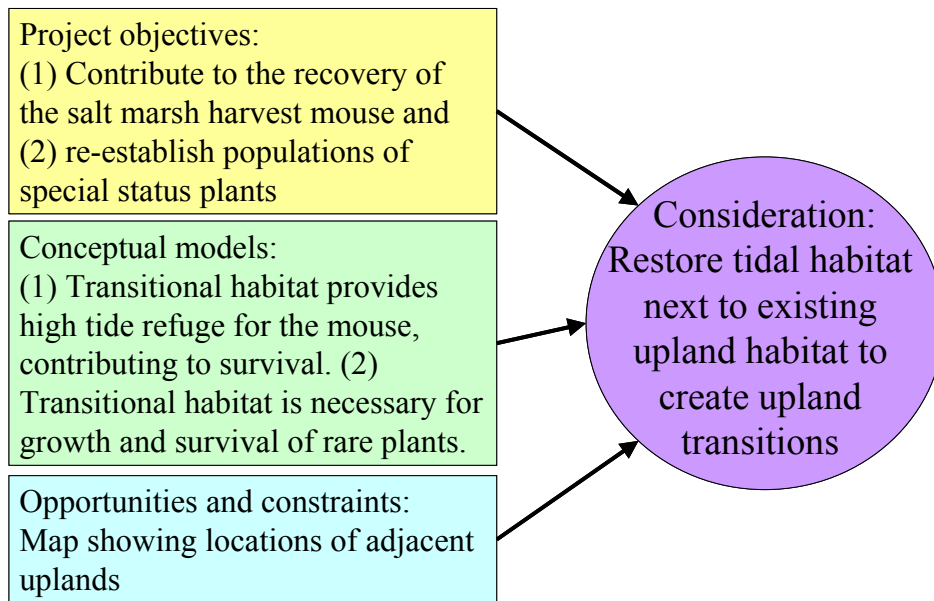 Project objectives:
(1) Contribute to the recovery of
the salt marsh harvest mouse and
(2) re-establish populations of
special status plants
Conceptual models:
(1) Transitional habitat provides
high tide refuge for the mouse,
contributing to survival. (2)
Transitional habitat is necessary for
growth and survival of rare plants.
Opportunities and constraints:
Map showing locations of adjacent
uplands
Consideration:
Restore tidal habitat
next to existing
upland habitat to
create upland
transitions